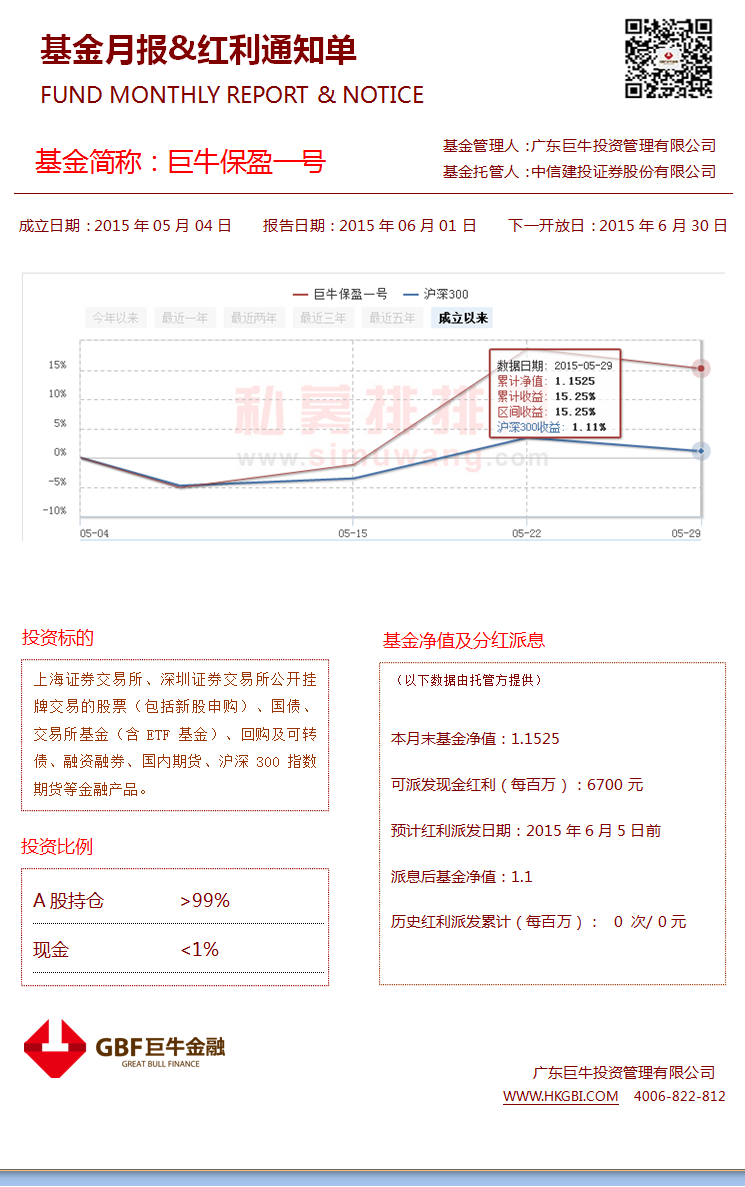 基金月报&红利通知单
FUND MONTHLY REPORT & NOTICE
基金简称：巨牛保盈一号
基金管理人：广东巨牛投资管理有限公司
基金托管人：中信建投证券股份有限公司
成立日期：2015 年 05 月 04 日 报告日期：2015 年 06 月 01 日 下一开放日：2015 年 6 月 30 日
巨牛保盈一号 沪深300
今年以来 最近一年 最近两年 最近三年 最近五年 成立以来
15%
10%
5%
0%
-5%
-10%
数据日期: 2015-05-29
累计净值: 1.1525
累计收益: 15.25%
区间收益: 15.25%
沪深300收益: 1.11%
私募排排
www.simuwang.com
05-04 05-15 05-22 05-29
投资标的
上海证券交易所、深圳证券交易所公开挂
牌交易的股票（包括新股申购）、国债、
交易所基金（含 ETF 基金）、回购及可转
债、融资融券、国内期货、沪深 300 指数
期货等金融产品。
投资比例
A 股持仓 >99%
现金 <1%
基金净值及分红派息
（以下数据由托管方提供）
本月末基金净值：1.1525
可派发现金红利（每百万）：6700 元
预计红利派发日期：2015 年 6 月 5 日前
派息后基金净值：1.1
历史红利派发累计（每百万）： 0 次/ 0 元
GBF巨牛金融
GREAT BULL FINANCE
广东巨牛投资管理有限公司
WWW.HKGBI.COM 4006-822-812